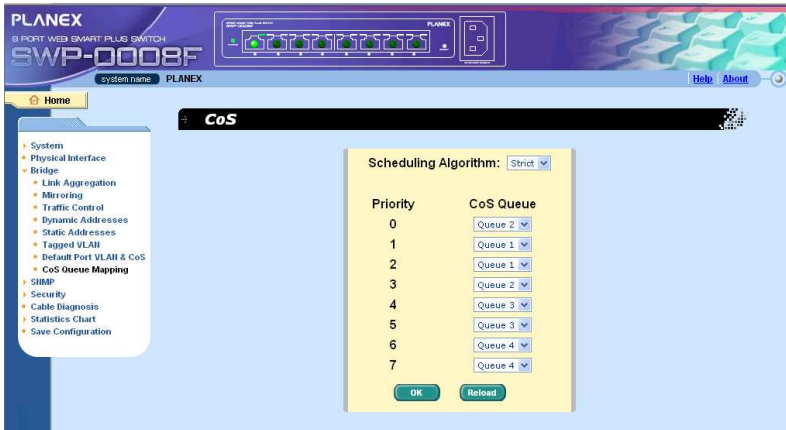 PLANEX
8 PORT WEB SMART PLUS SWITCH
SWP-0008F
PLANEX
system name PLANEX
Help About
Home
CoS
System
Physical Interface
Bridge
Link Aggregation
Mirroring
Traffic Control
Dynamic Addresses
Static Addresses
Tagged VLAN
Default Port VLAN & CoS
CoS Queue Mapping
SNMP
Security
Cable Diagnosis
Statistics Chart
Save Configuration
Scheduling Algorithm: Strict
Priority CoS Queue
0 Queue 2
1 Queue 1
2 Queue 1
3 Queue 2
4 Queue 3
5 Queue 3
6 Queue 4
7 Queue 4
OK Reload